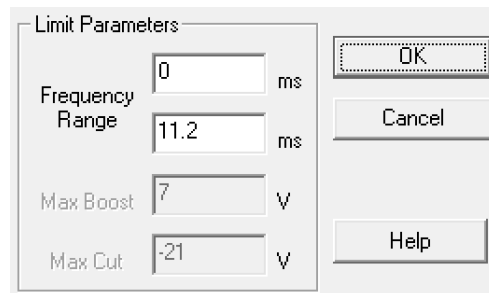 Limit Parameters
0 ms
Frequency Range
11.2 ms
Max Boost 7 V
Max Cut -21 V
OK
Cancel
Help